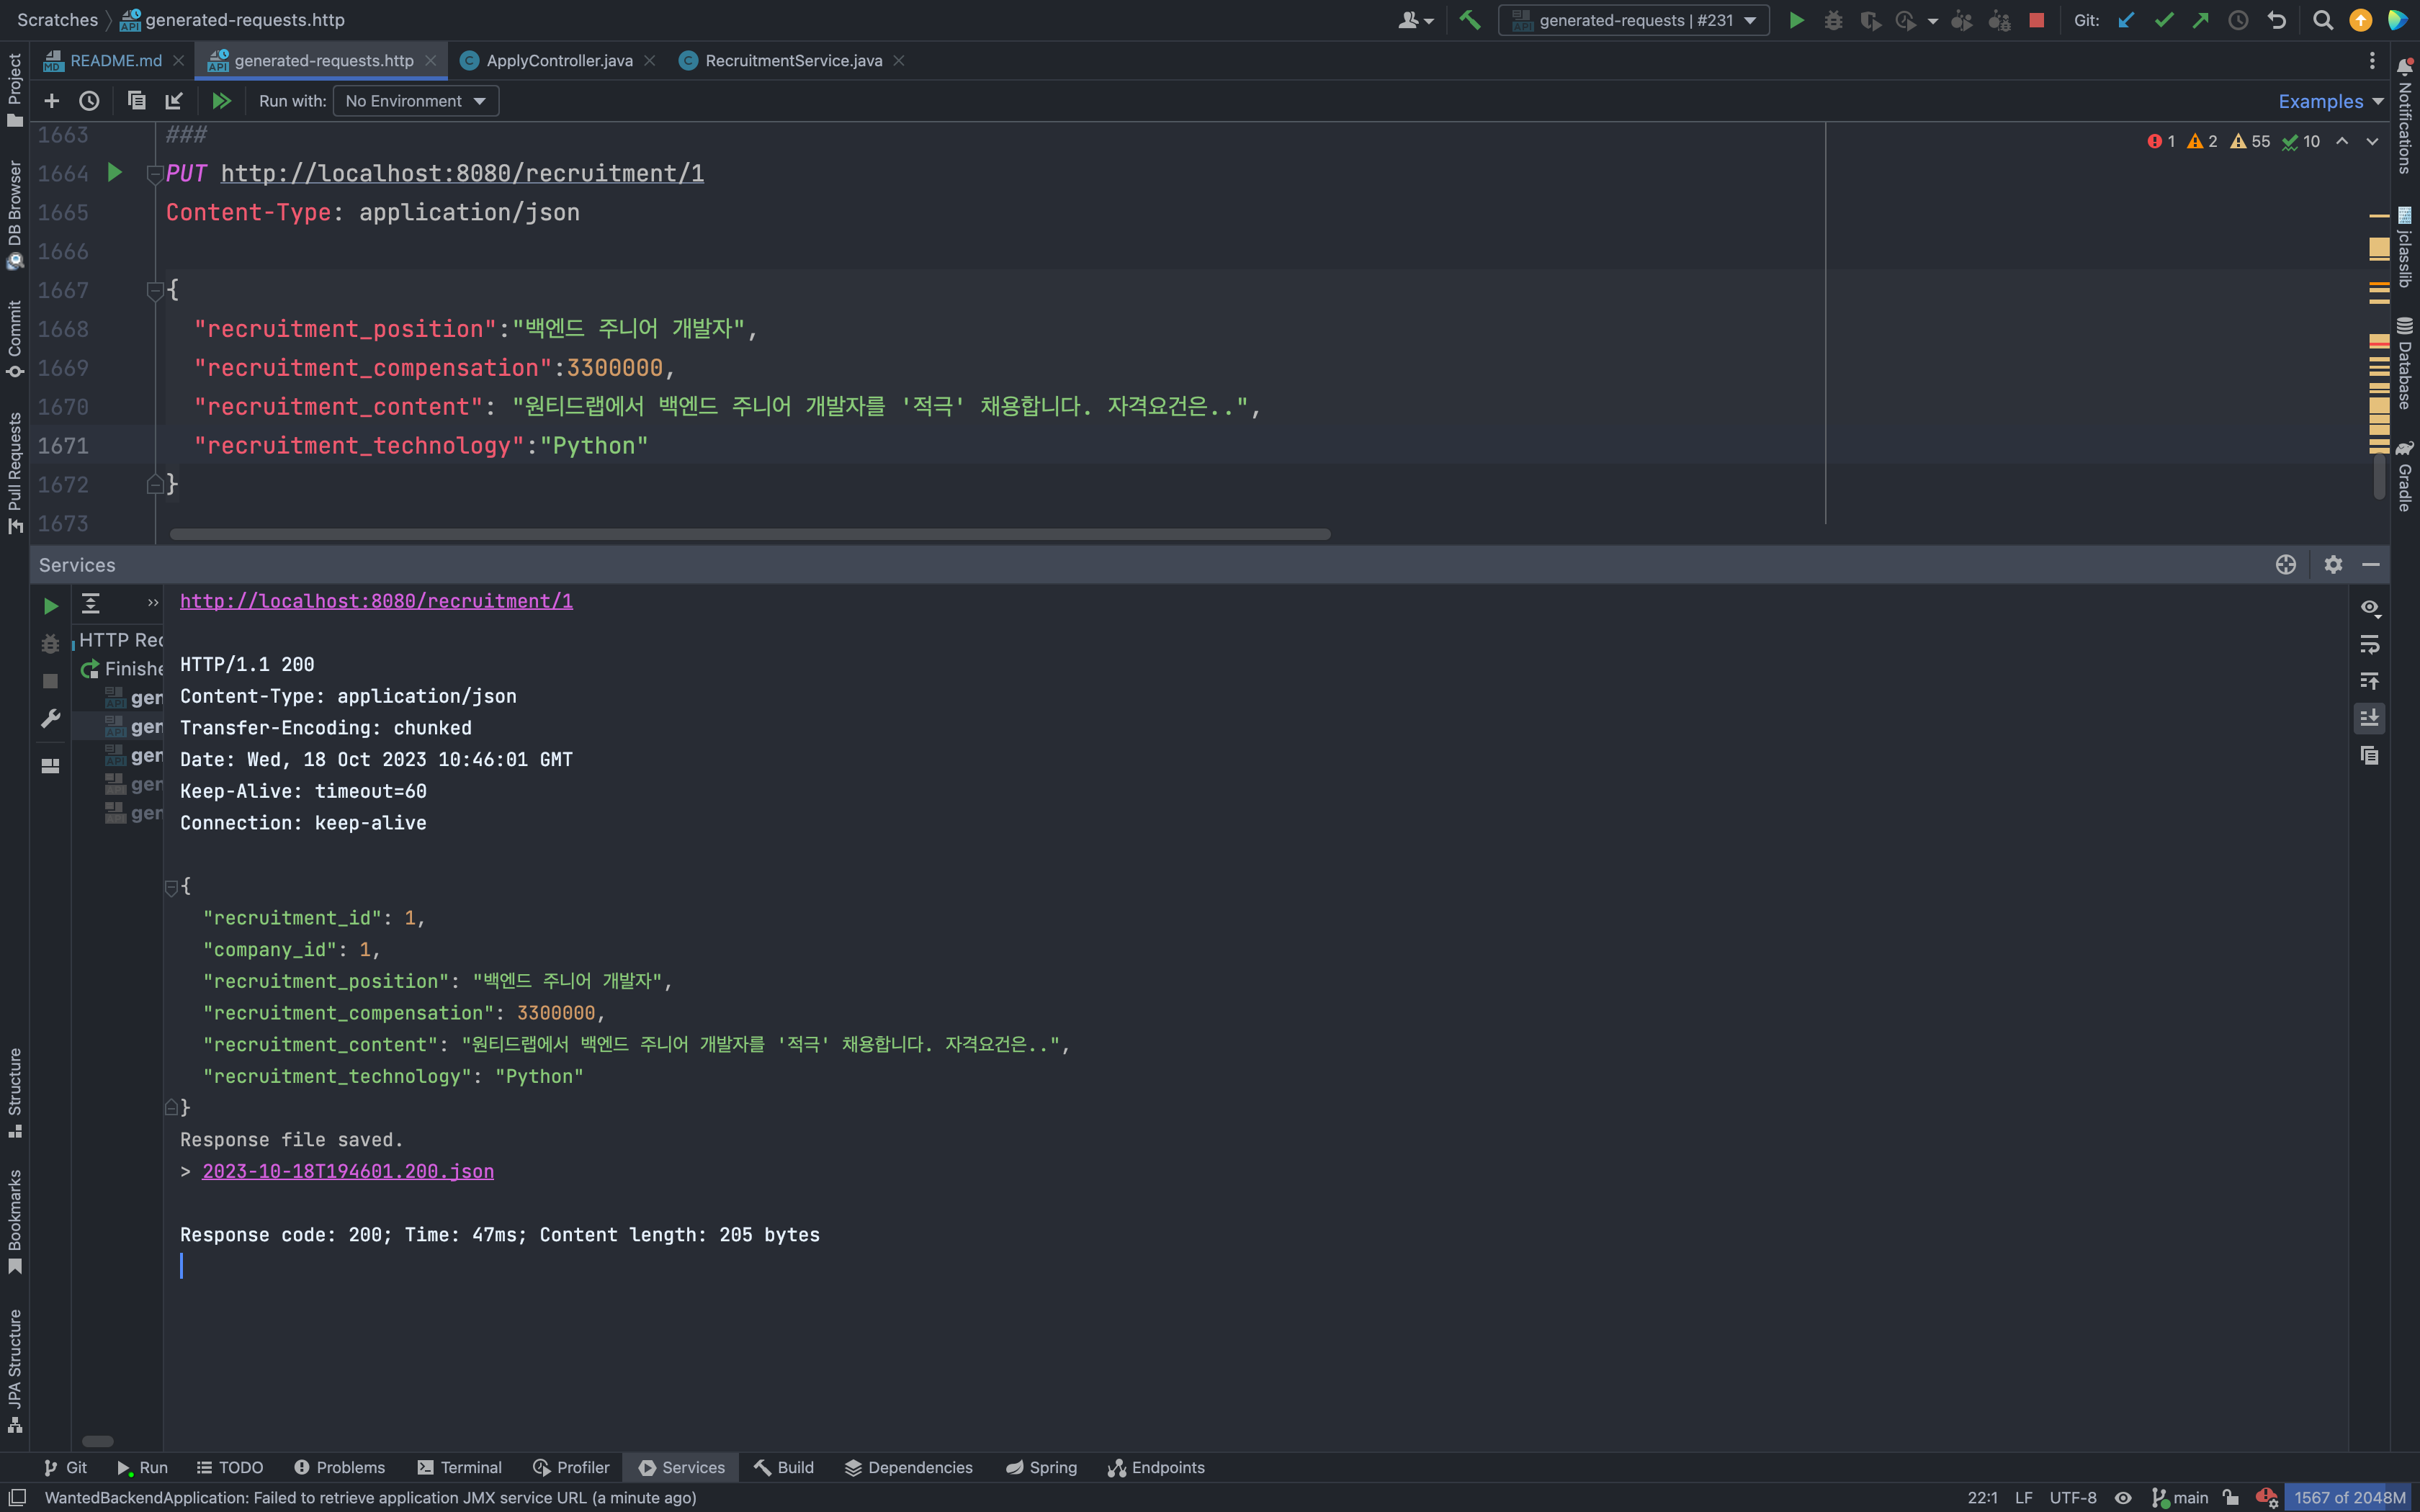 Scratches generated-requests.http
generated-requests | #231
Git:
README.md generated-requests.http ApplyController.java RecruitmentService.java
Run with: No Environment Examples
1 2 55 10
1663 ###
1664 PUT http://localhost:8080/recruitment/1
1665 Content-Type: application/json
1666
1667 {
1668 "recruitment_position":"백엔드 주니어 개발자",
1669 "recruitment_compensation":3300000,
1670 "recruitment_content": "원티드랩에서 백엔드 주니어 개발자를 '적극' 채용합니다. 자격요건은..",
1671 "recruitment_technology":"Python"
1672 }
1673
Services
HTTP Rec
Finishe
gen
gen
gen
gen
gen
http://localhost:8080/recruitment/1
HTTP/1.1 200
Content-Type: application/json
Transfer-Encoding: chunked
Date: Wed, 18 Oct 2023 10:46:01 GMT
Keep-Alive: timeout=60
Connection: keep-alive
{
"recruitment_id": 1,
"company_id": 1,
"recruitment_position": "백엔드 주니어 개발자",
"recruitment_compensation": 3300000,
"recruitment_content": "원티드랩에서 백엔드 주니어 개발자를 '적극' 채용합니다. 자격요건은..",
"recruitment_technology": "Python"
}
Response file saved.
> 2023-10-18T194601.200.json
Response code: 200; Time: 47ms; Content length: 205 bytes
Project
DB Browser
Commit
Pull Requests
Structure
Bookmarks
JPA Structure
Notifications
jclasslib
Database
Gradle
Git Run TODO Problems Terminal Profiler Services Build Dependencies Spring Endpoints
WantedBackendApplication: Failed to retrieve application JMX service URL (a minute ago)
22:1 LF UTF-8 main 1567 of 2048M